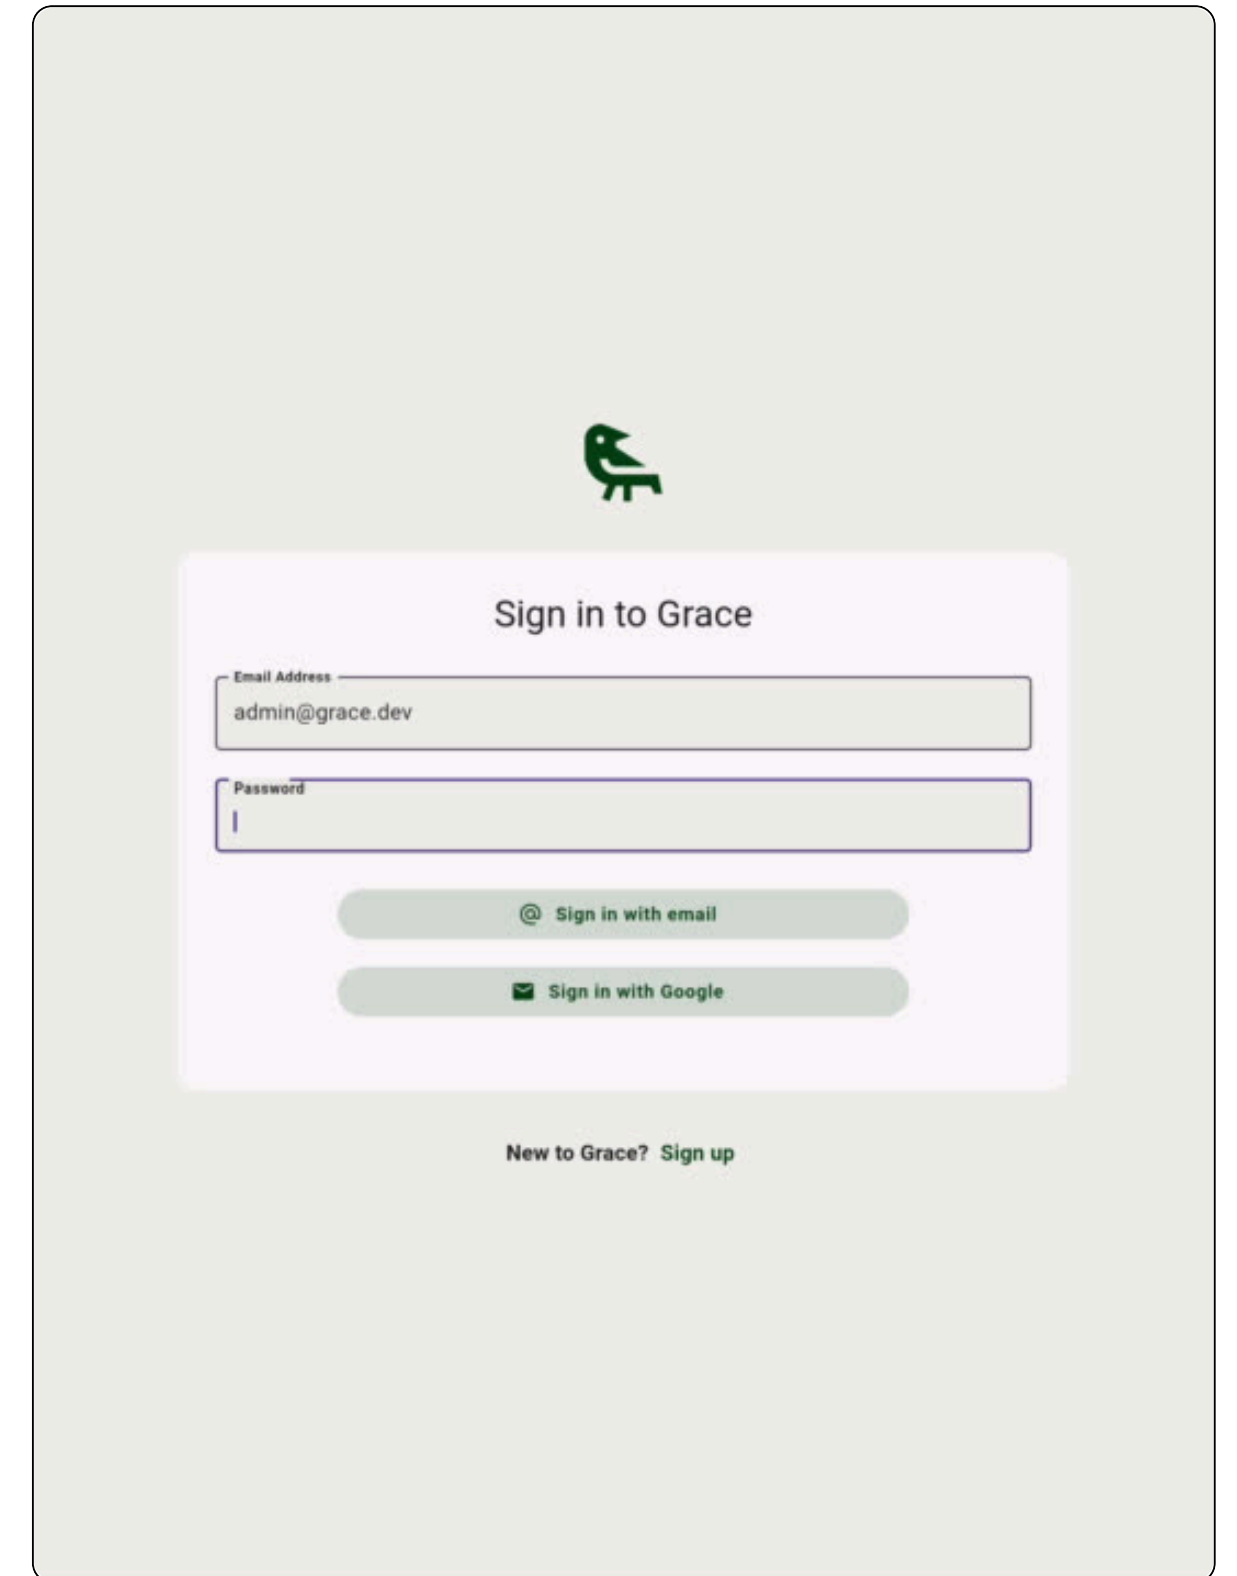 Sign in to Grace
Email Address
admin@grace.dev
Password
Sign in with email
Sign in with Google
New to Grace? Sign up